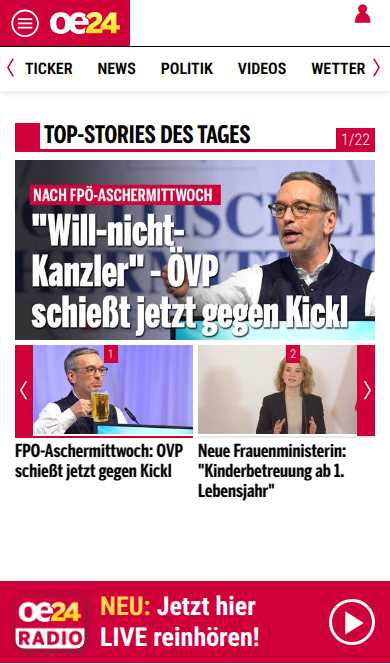 oe24
TICKER NEWS POLITIK VIDEOS WETTER
TOP-STORIES DES TAGES
1/22
NACH FPÖ-ASCHERMITTWOCH
"Will-nicht-
Kanzler" - ÖVP
schießt jetzt gegen Kickl
1
2
FPÖ-Aschermittwoch: ÖVP
schießt jetzt gegen Kickl
Neue Frauenministerin:
"Kinderbetreuung ab 1.
Lebensjahr"
oe24
RADIO
NEU: Jetzt hier
LIVE reinhören!